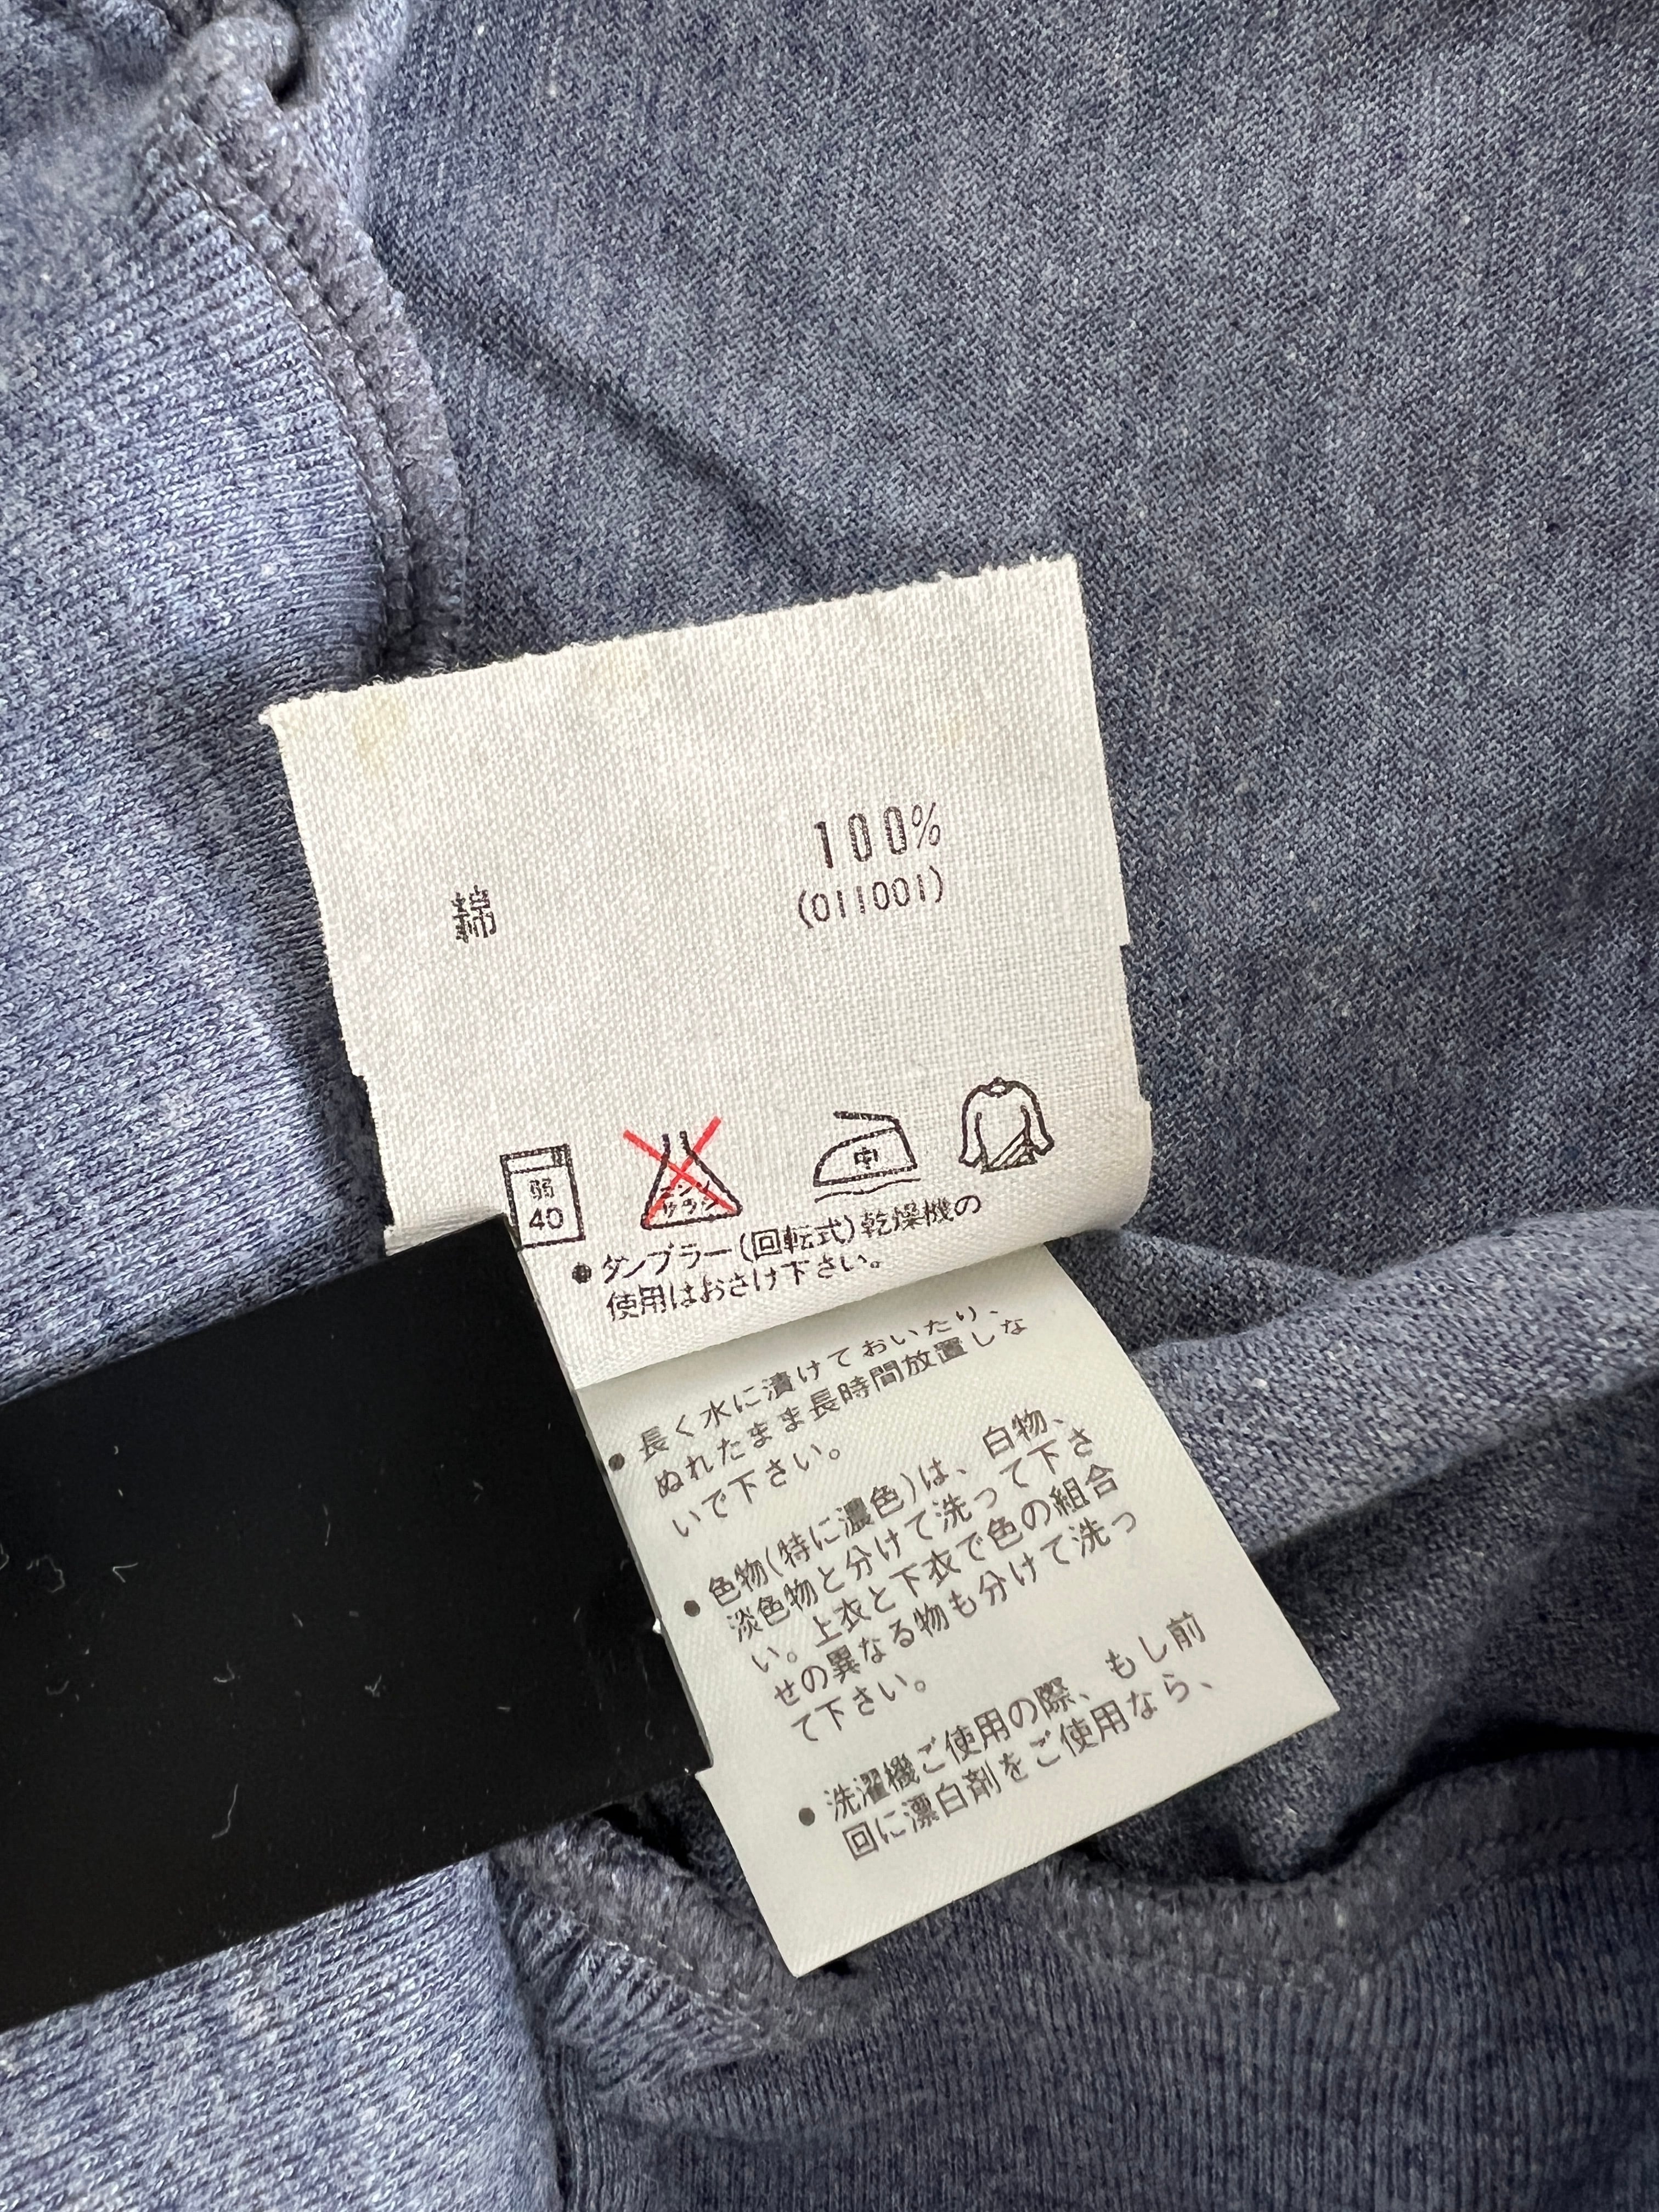 綿 100%
(011001)
弱
40
エンソ
サラシ
中
●タンブラー(回転式)乾燥機の
使用はおさけ下さい。
●長く水に漬けておいたり、
ぬれたまま長時間放置しな
いで下さい。
●色物(特に濃色)は、白物、
淡色物と分けて洗って下さ
い。上衣と下衣で色の組合
せの異なる物も分けて洗っ
て下さい。
●洗濯機ご使用の際、もし前
回に漂白剤をご使用なら、